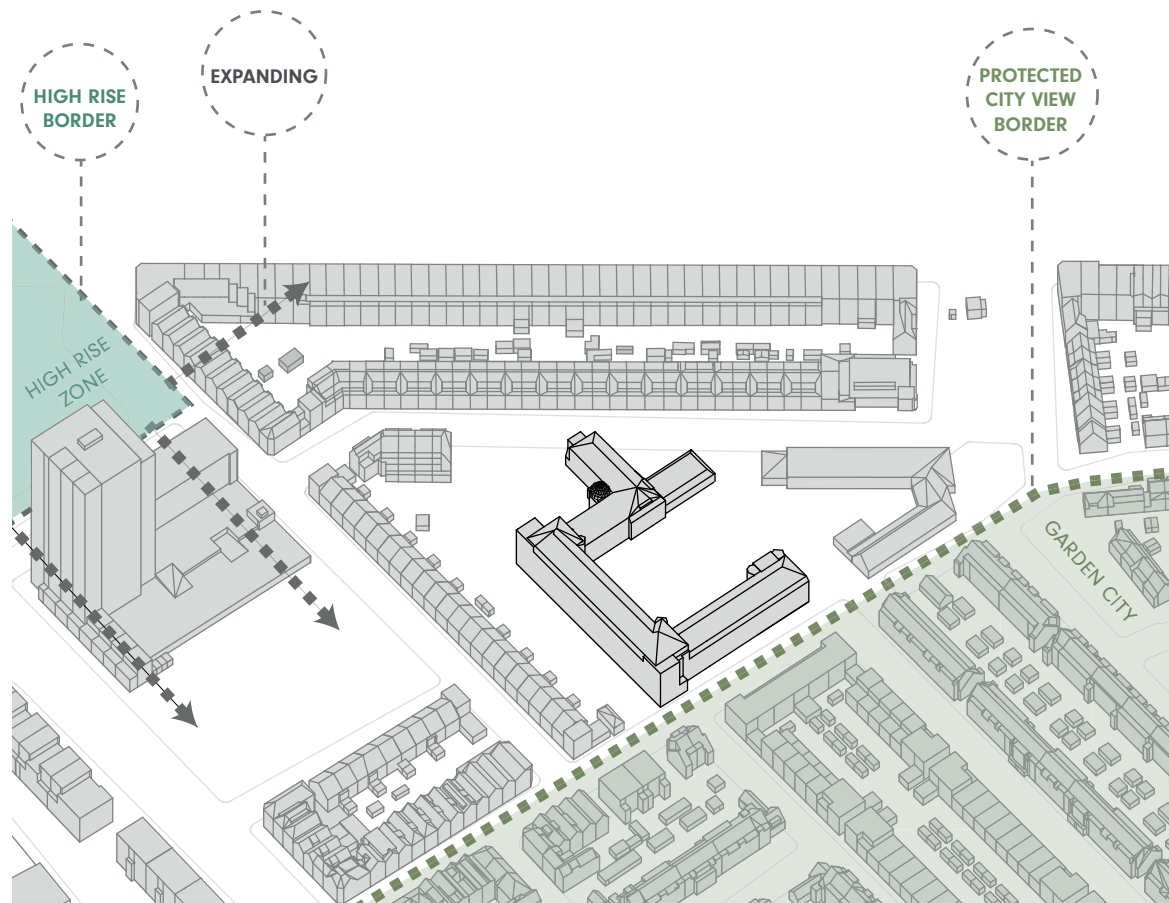 HIGH RISE
BORDER
EXPANDING
PROTECTED
CITY VIEW
BORDER
HIGH RISE
ZONE
GARDEN CITY